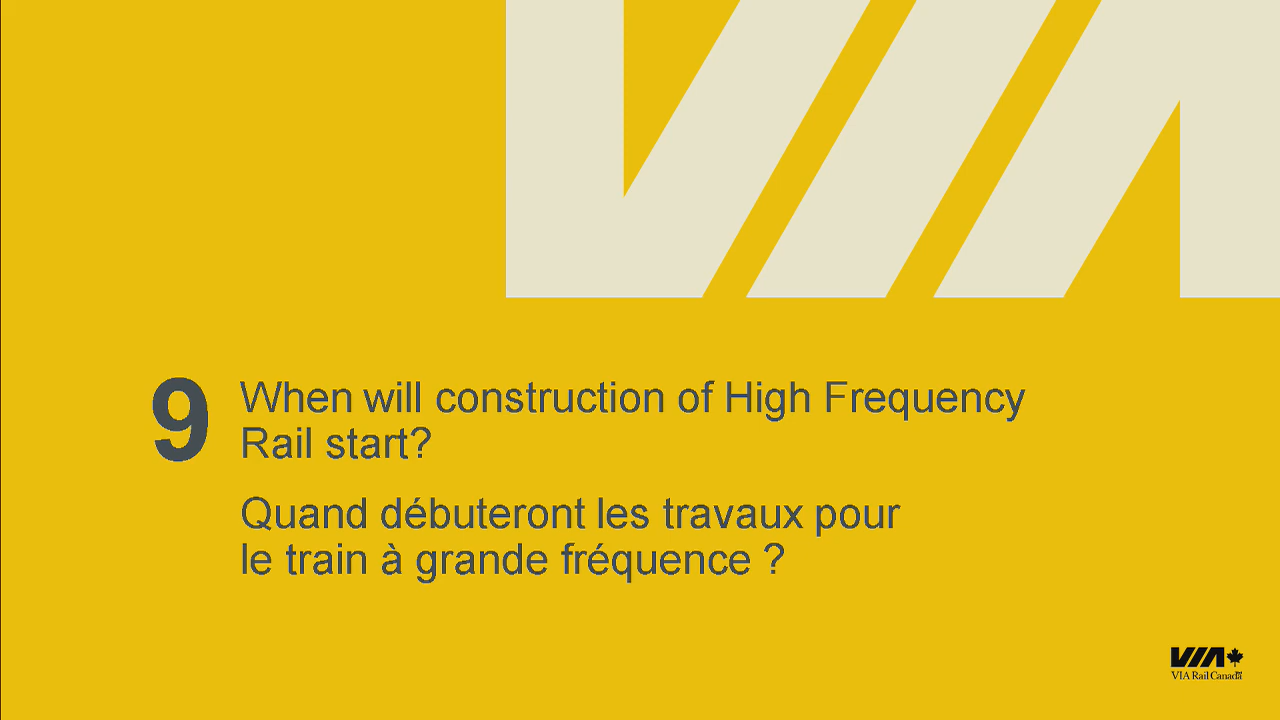 VIA
9
When will construction of High Frequency
Rail start?
Quand débuteront les travaux pour
le train à grande fréquence ?
VIA
VIA Rail Canada